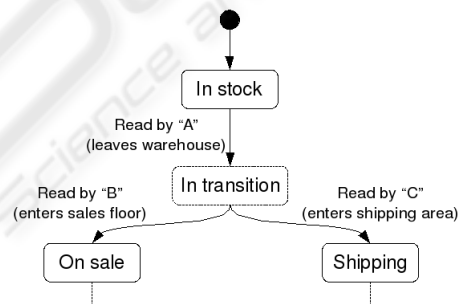 In stock
Read by “A”
(leaves warehouse)
In transition
Read by “B”
(enters sales floor)
Read by “C”
(enters shipping area)
On sale
Shipping